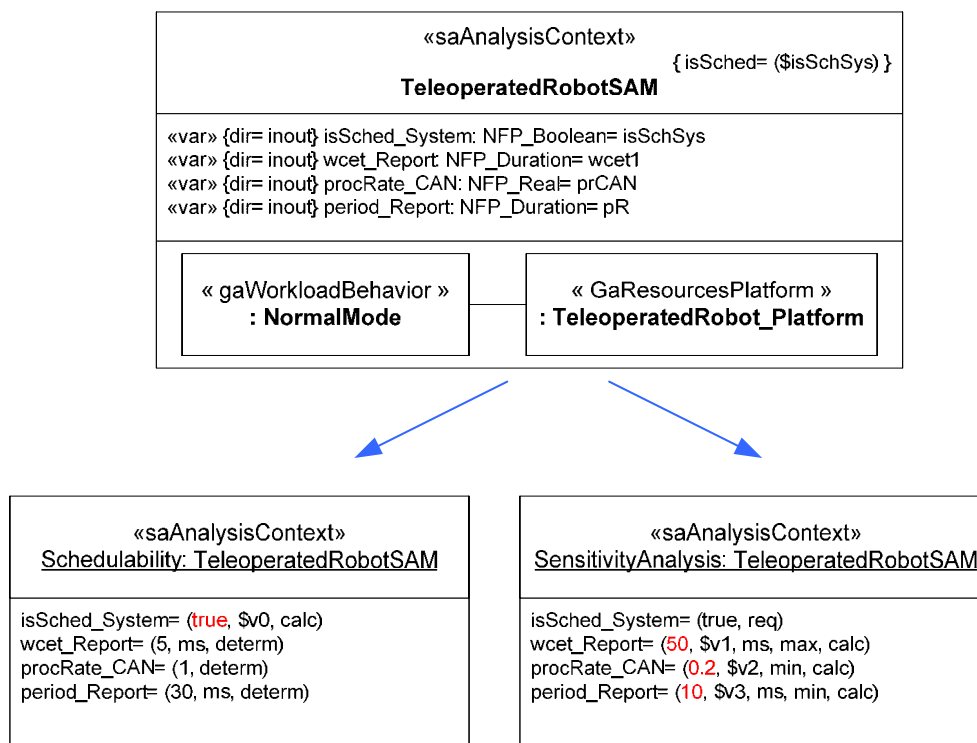 «saAnalysisContext»
{ isSched= ($isSchSys) }
TeleoperatedRobotSAM
«var» {dir= inout} isSched_System: NFP_Boolean= isSchSys
«var» {dir= inout} wcet_Report: NFP_Duration= wcet1
«var» {dir= inout} procRate_CAN: NFP_Real= prCAN
«var» {dir= inout} period_Report: NFP_Duration= pR
« gaWorkloadBehavior »
: NormalMode
« GaResourcesPlatform »
: TeleoperatedRobot_Platform
«saAnalysisContext»
Schedulability: TeleoperatedRobotSAM
isSched_System= (true, $v0, calc)
wcet_Report= (5, ms, determ)
procRate_CAN= (1, determ)
period_Report= (30, ms, determ)
«saAnalysisContext»
SensitivityAnalysis: TeleoperatedRobotSAM
isSched_System= (true, req)
wcet_Report= (50, $v1, ms, max, calc)
procRate_CAN= (0.2, $v2, min, calc)
period_Report= (10, $v3, ms, min, calc)